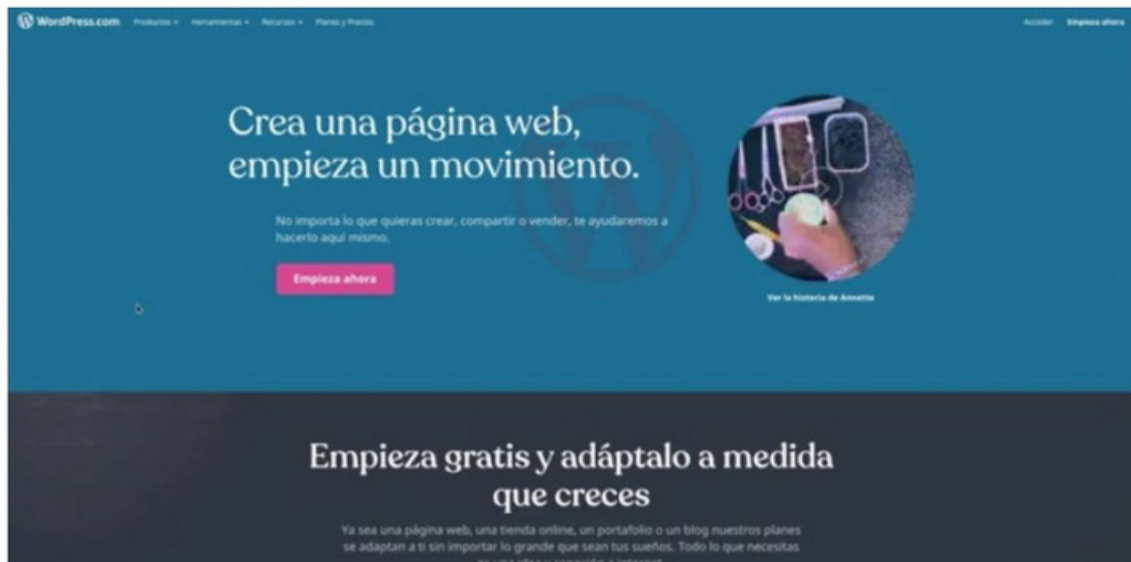 WordPress.com Productos Herramientas Recursos Planes y Precios Acceder Empieza ahora
Crea una página web,
empieza un movimiento.
No importa lo que quieras crear, compartir o vender, te ayudaremos a
hacerlo aquí mismo.
Empieza ahora
Ver la historia de Annette
Empieza gratis y adáptalo a medida
que creces
Ya sea una página web, una tienda online, un portafolio o un blog nuestros planes
se adaptan a ti sin importar lo grande que sean tus sueños. Todo lo que necesitas